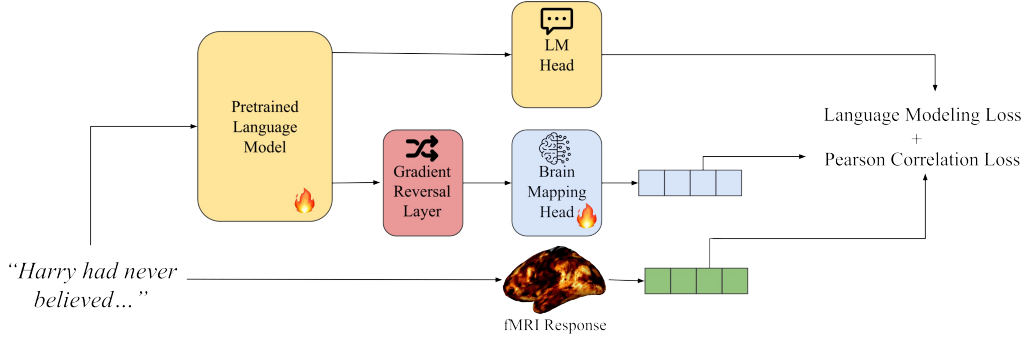 LM
Head
Pretrained
Language
Model
Language Modeling Loss
+
Pearson Correlation Loss
Gradient
Reversal
Layer
Brain
Mapping
Head
“Harry had never
believed…”
fMRI Response